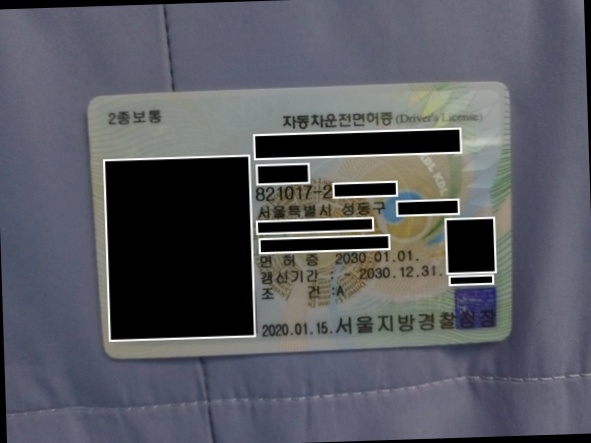 2종보통
자동차운전면허증 (Driver's License)
821017-2
서울특별시 성동구
면 허 증 2030.01.01.
갱신기간 : ~ 2030.12.31.
조 건 :A
2020.01.15. 서울지방경찰청장